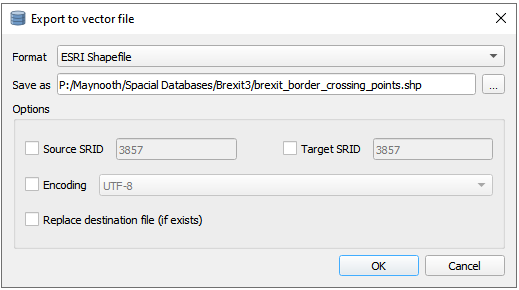 Export to vector file
Format ESRI Shapefile
Save as P:/Maynooth/Spacial Databases/Brexit3/brexit_border_crossing_points.shp ...
Options
Source SRID 3857 Target SRID 3857
Encoding UTF-8
Replace destination file (if exists)
OK Cancel